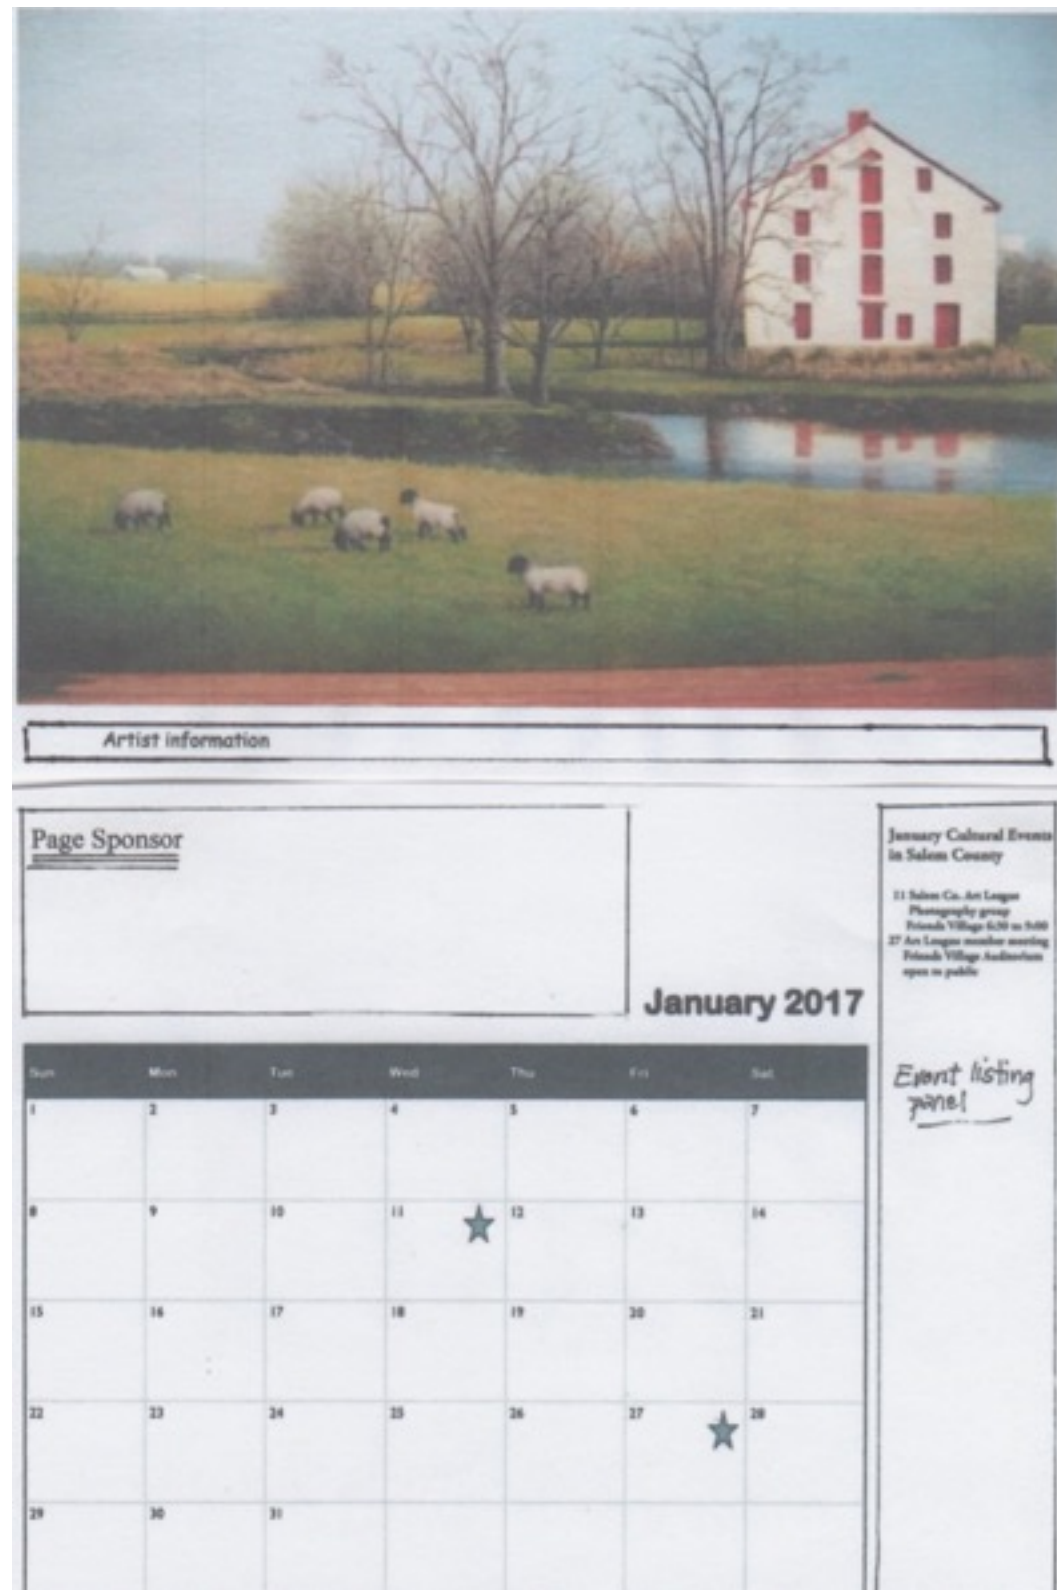 Artist information
Page Sponsor
January 2017
January Cultural Events
in Salem County
11 Salem Co. Art League
Photography group
Friends Village 6:30 to
27 Art League member meeting
Friends Village Auditorium
open to public
Event listing
panel
Sun Mon Tue Wed Thu Fri Sat
1 2 3 4 5 6 7
8 9 10 11 12 13 14
15 16 17 18 19 20 21
22 23 24 25 26 27 28
29 30 31